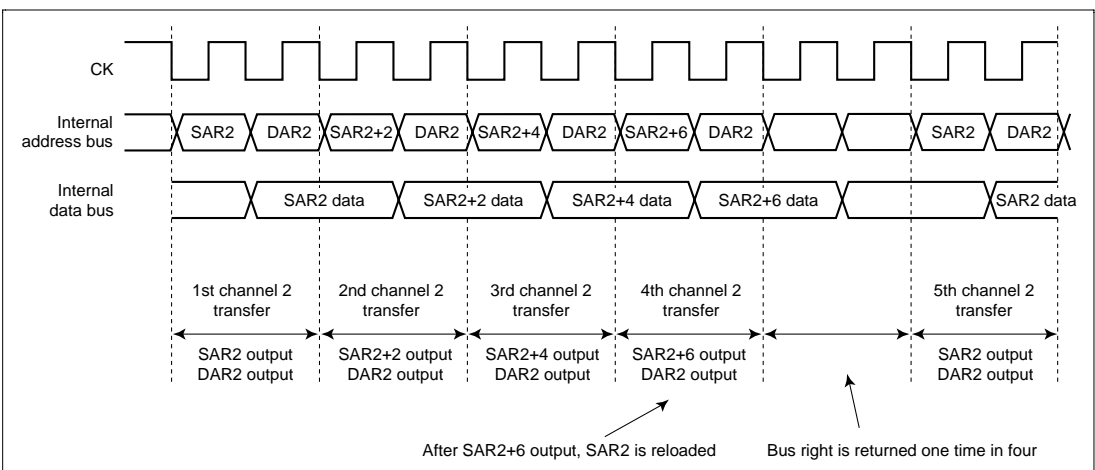 CK
Internal
address bus
SAR2 DAR2 SAR2+2 DAR2 SAR2+4 DAR2 SAR2+6 DAR2 SAR2 DAR2
Internal
data bus
SAR2 data SAR2+2 data SAR2+4 data SAR2+6 data SAR2 data
1st channel 2
transfer
2nd channel 2
transfer
3rd channel 2
transfer
4th channel 2
transfer
5th channel 2
transfer
SAR2 output
DAR2 output
SAR2+2 output
DAR2 output
SAR2+4 output
DAR2 output
SAR2+6 output
DAR2 output
SAR2 output
DAR2 output
After SAR2+6 output, SAR2 is reloaded
Bus right is returned one time in four